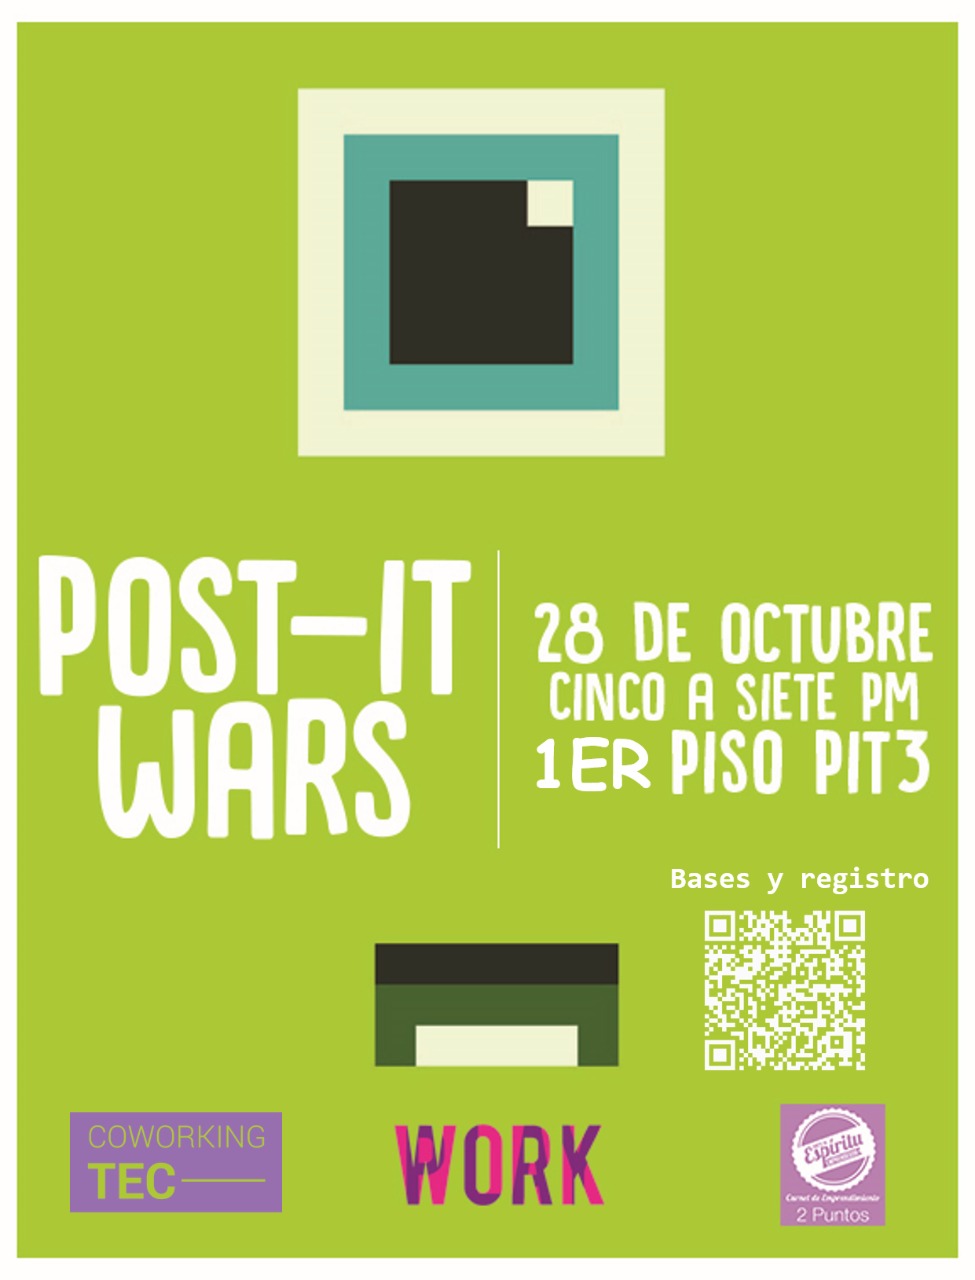 POST-IT
WARS
28 DE OCTUBRE
CINCO A SIETE PM
1ER PISO PIT3
Bases y registro
COWORKING
TEC
WORK
Espíritu
Carnet de Emprendimiento
2 Puntos